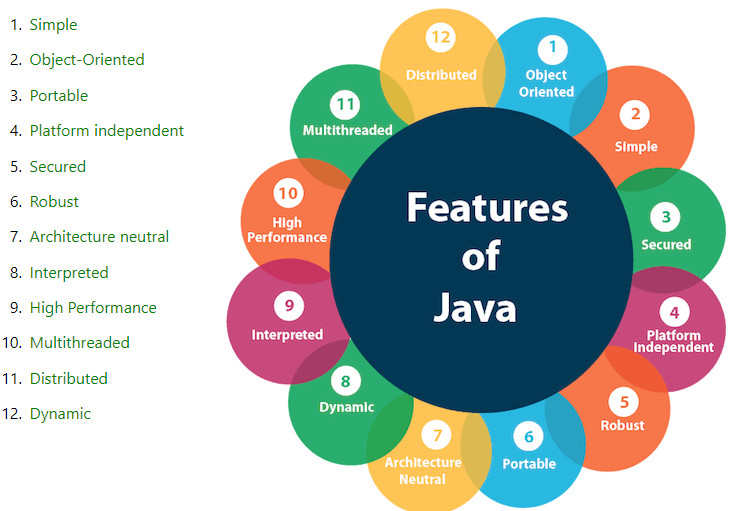 1. Simple
2. Object-Oriented
3. Portable
4. Platform independent
5. Secured
6. Robust
7. Architecture neutral
8. Interpreted
9. High Performance
10. Multithreaded
11. Distributed
12. Dynamic
Features
of
Java
1
Object
Oriented
2
Simple
3
Secured
4
Platform
Independent
5
Robust
6
Portable
7
Architecture
Neutral
8
Dynamic
9
Interpreted
10
High
Performance
11
Multithreaded
12
Distributed